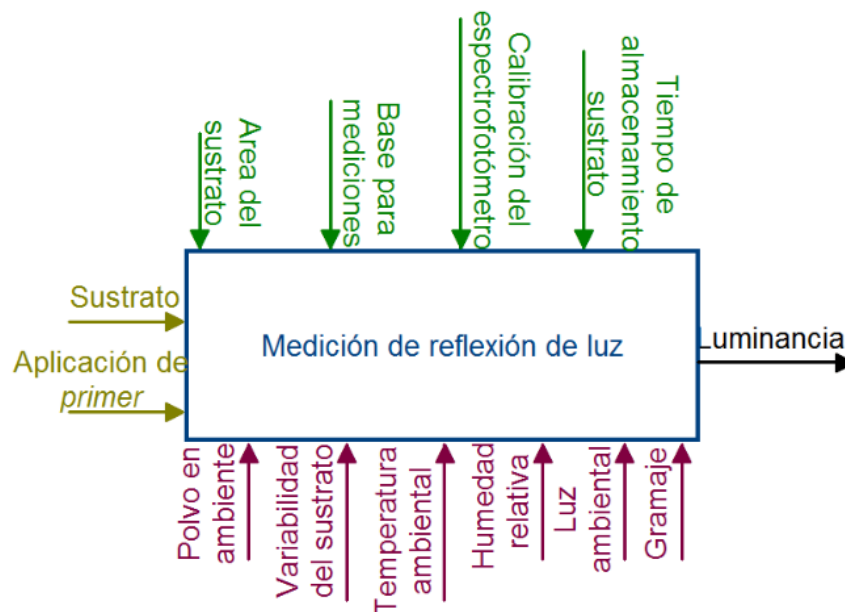 Area del
sustrato
Base para
mediciones
Calibración del
espectrofotómetro
Tiempo de
almacenamiento
sustrato
Sustrato
Aplicación de
primer
Medición de reflexión de luz
Luminancia
Polvo en
ambiente
Variabilidad
del sustrato
Temperatura
ambiental
Humedad
relativa
Luz
ambiental
Gramaje